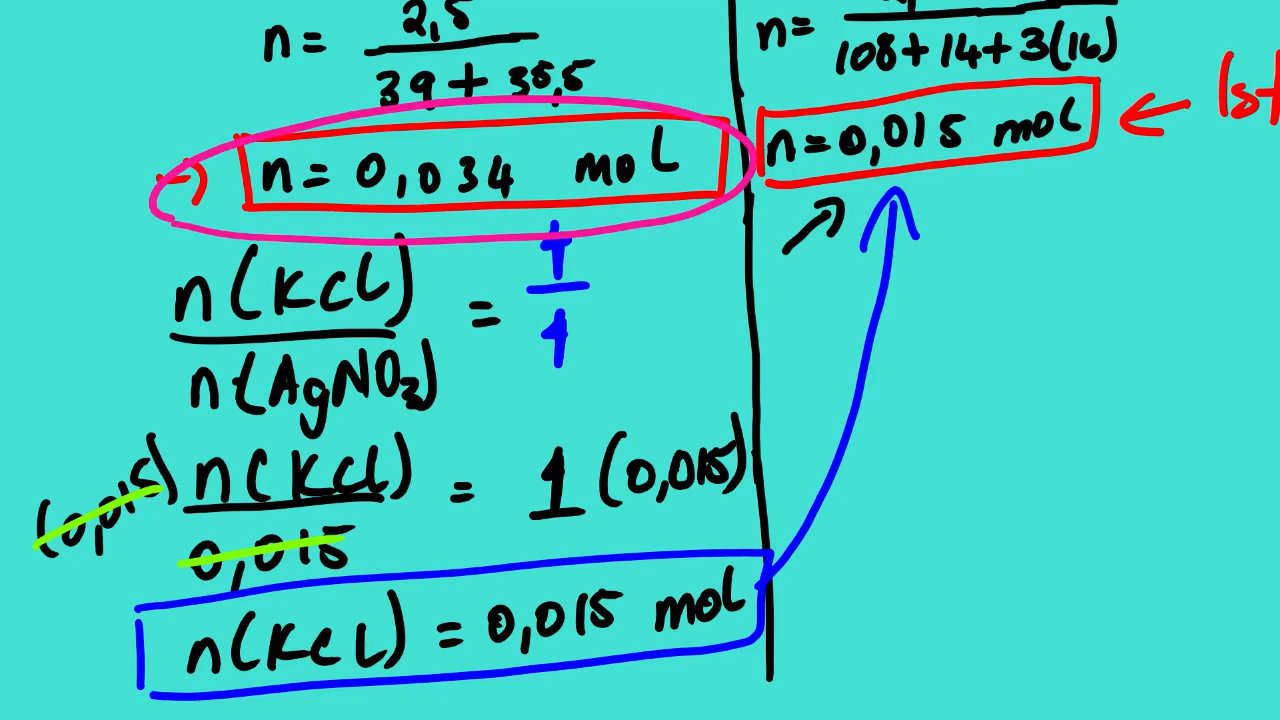 n = 2,5 / 39 + 35,5
n = 0,034 mol
n(KCl) / n(AgNO3) = 1 / 1
(0,015) n(KCl) / 0,015 = 1 (0,015)
n(KCl) = 0,015 mol
n = / 108 + 14 + 3(16)
n = 0,015 mol